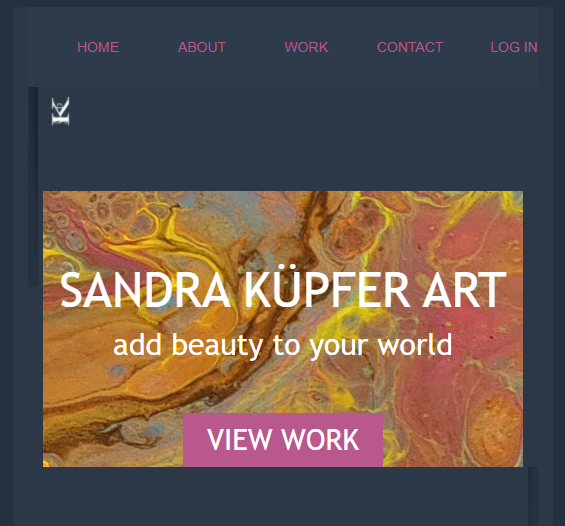 HOME ABOUT WORK CONTACT LOG IN
SANDRA KÜPFER ART
add beauty to your world
VIEW WORK